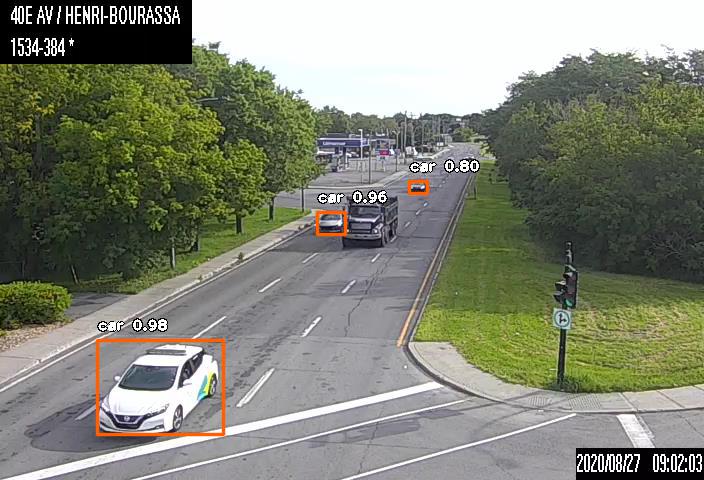 40E AV / HENRI-BOURASSA
1534-384 *
car 0.80
car 0.96
car 0.98
2020/08/27 09:02:03